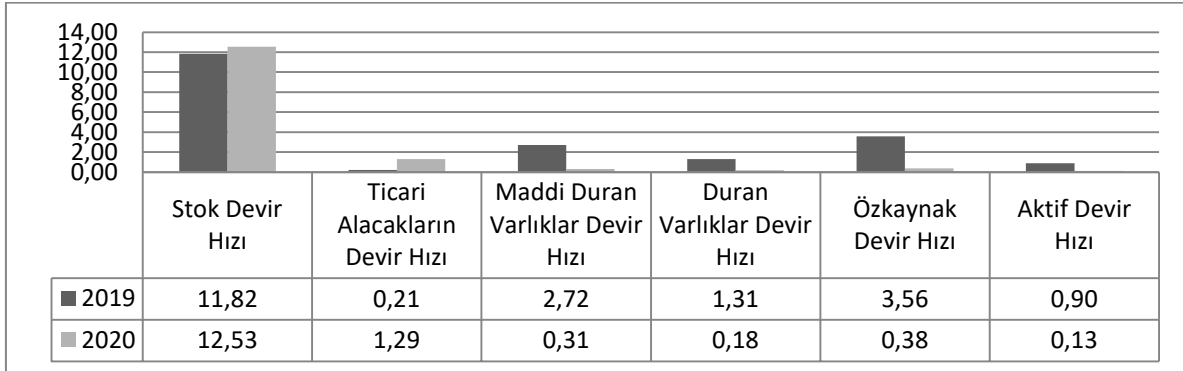 14,00
12,00
10,00
8,00
6,00
4,00
2,00
0,00
Stok Devir
Hızı
Ticari
Alacakların
Devir Hızı
Maddi Duran
Varlıklar Devir
Hızı
Duran
Varlıklar Devir
Hızı
Özkaynak
Devir Hızı
Aktif Devir
Hızı
2019 11,82 0,21 2,72 1,31 3,56 0,90
2020 12,53 1,29 0,31 0,18 0,38 0,13